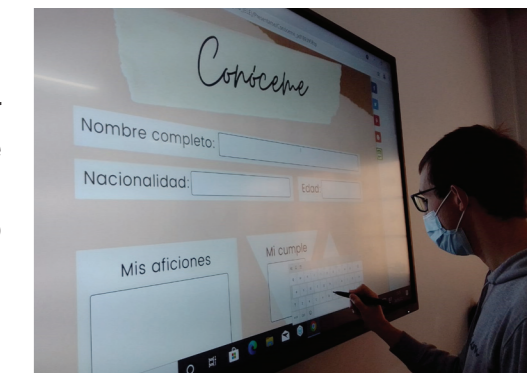 Conóceme
Nombre completo:
Nacionalidad:
Edad:
Mis aficiones
Mi cumple